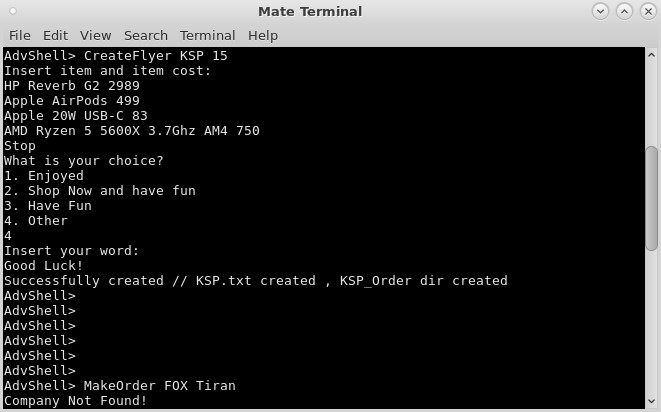 Mate Terminal
File Edit View Search Terminal Help
AdvShell> CreateFlyer KSP 15
Insert item and item cost:
HP Reverb G2 2989
Apple AirPods 499
Apple 20W USB-C 83
AMD Ryzen 5 5600X 3.7Ghz AM4 750
Stop
What is your choice?
1. Enjoyed
2. Shop Now and have fun
3. Have Fun
4. Other
4
Insert your word:
Good Luck!
Successfully created // KSP.txt created , KSP_Order dir created
AdvShell>
AdvShell>
AdvShell>
AdvShell>
AdvShell>
AdvShell>
AdvShell> MakeOrder FOX Tiran
Company Not Found!